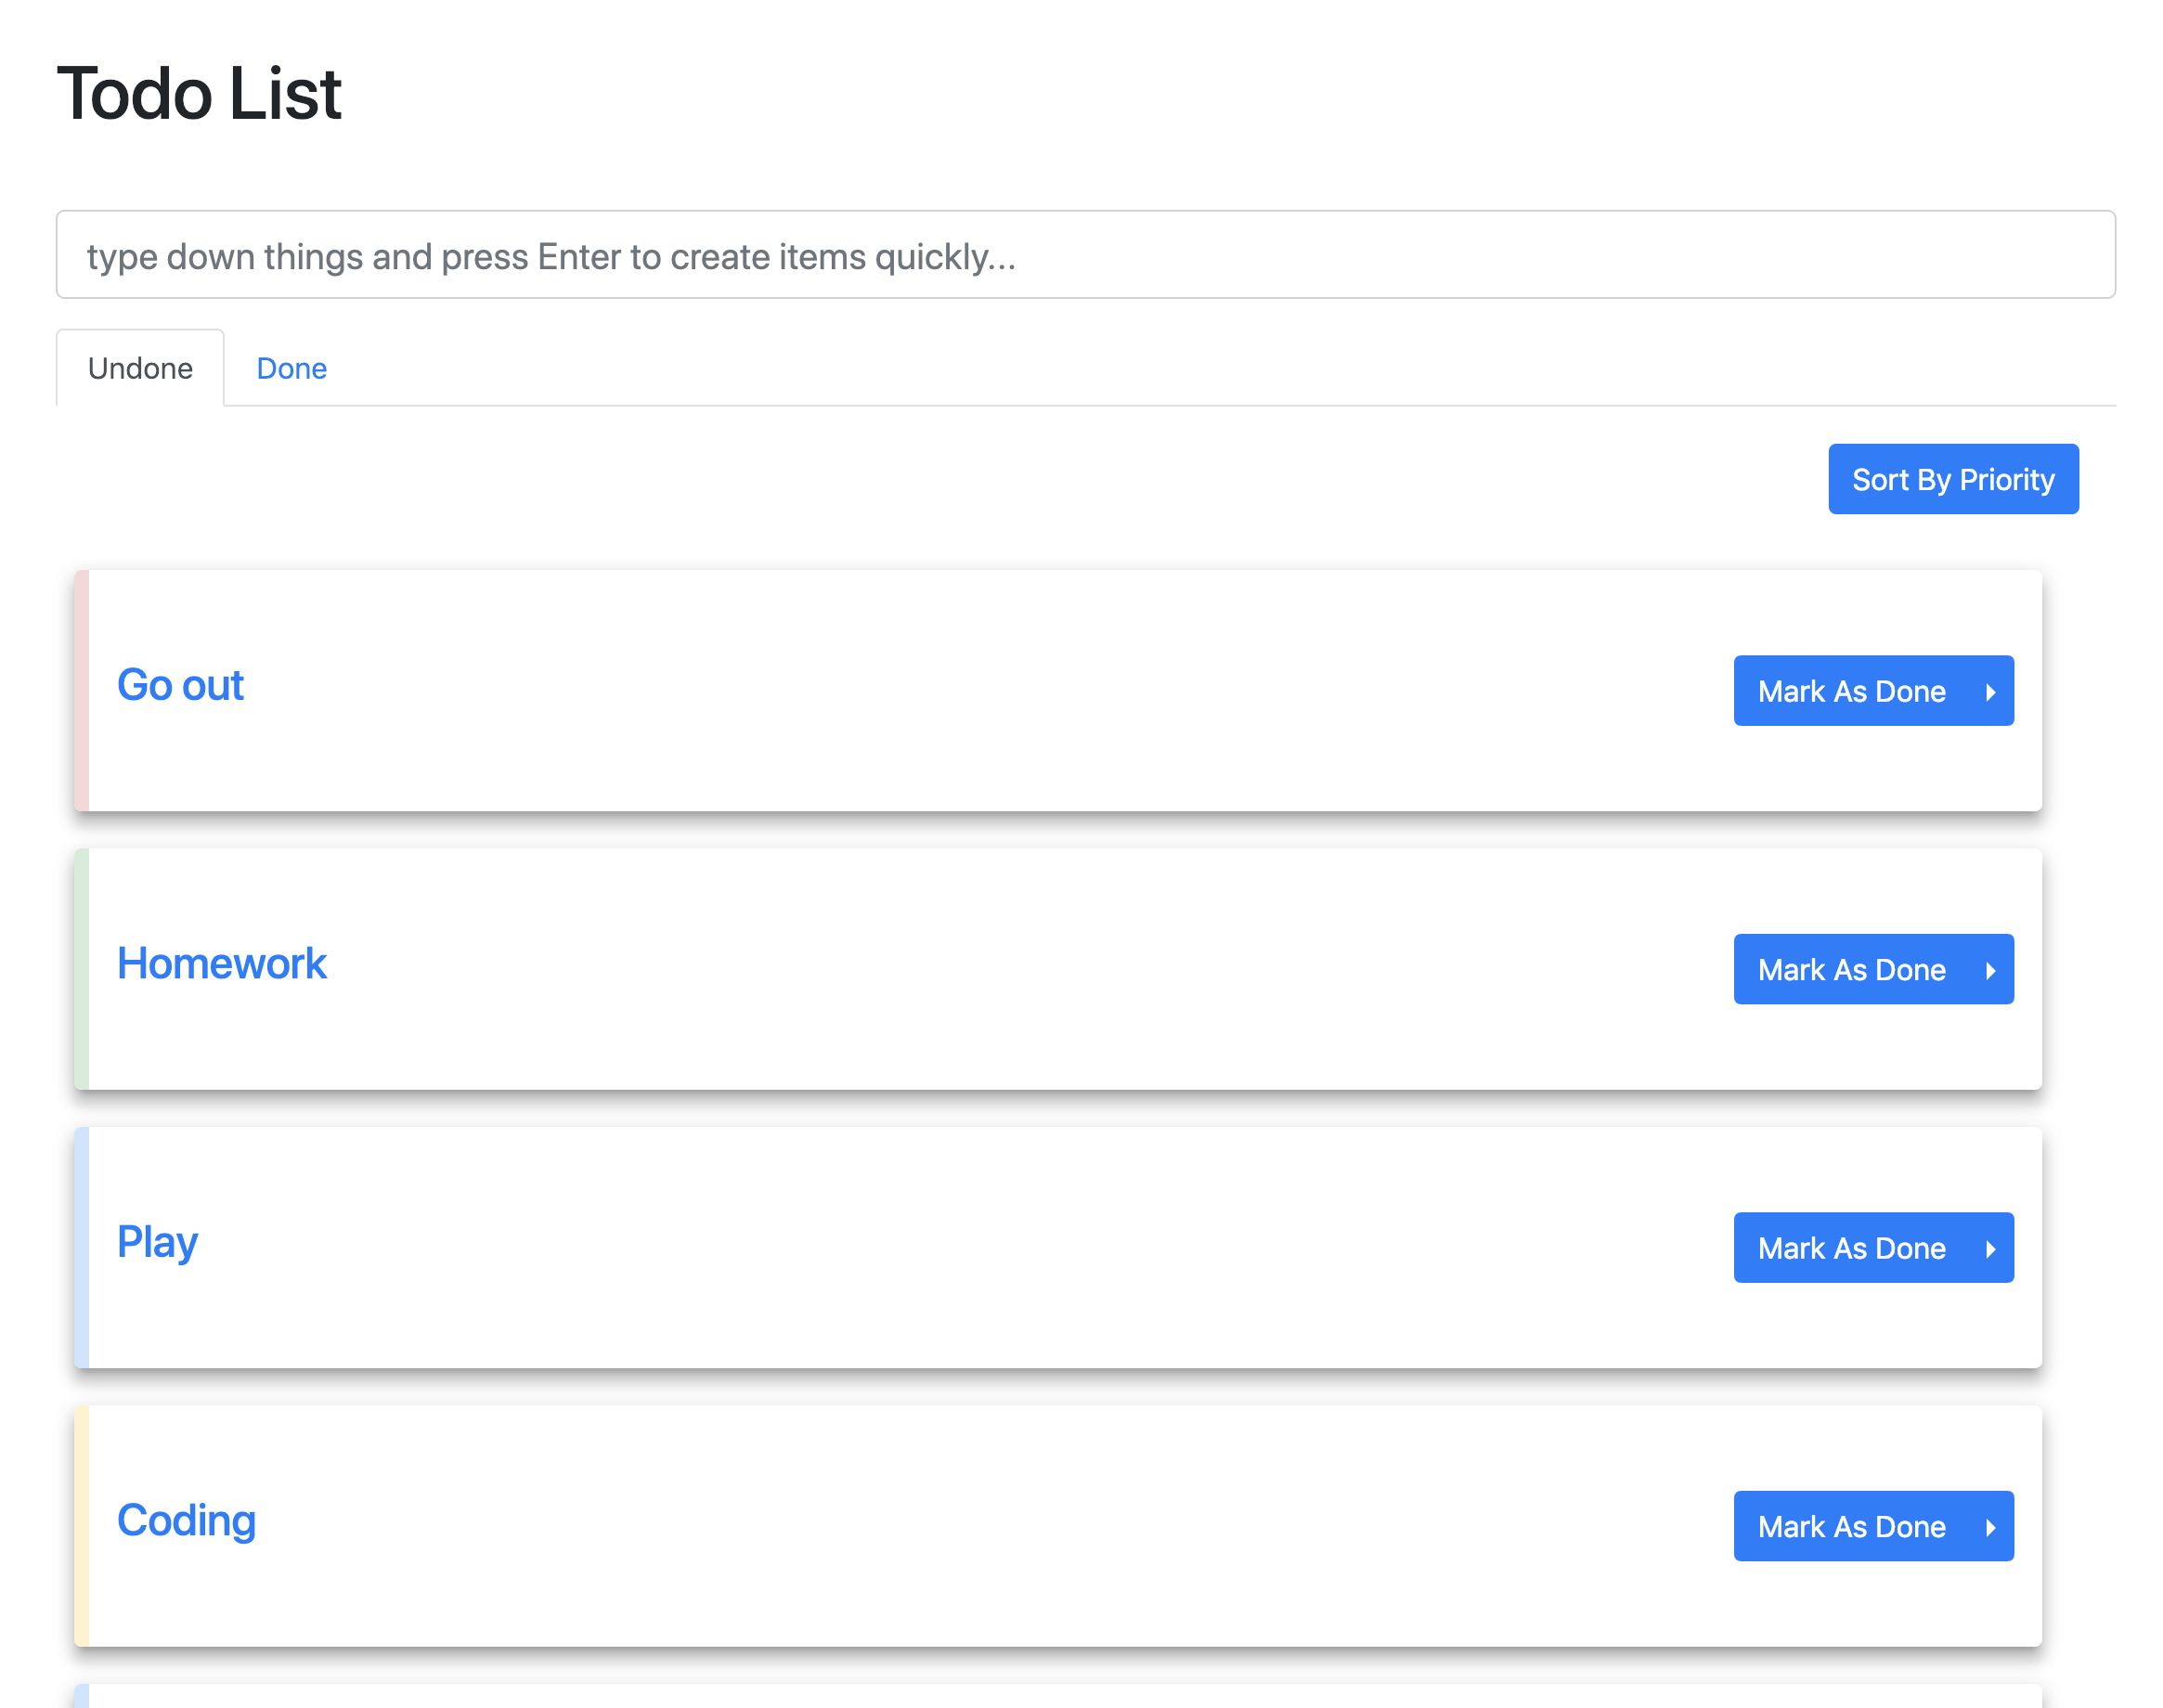 Todo List
type down things and press Enter to create items quickly...
Undone
Done
Sort By Priority
Go out
Mark As Done
Homework
Mark As Done
Play
Mark As Done
Coding
Mark As Done